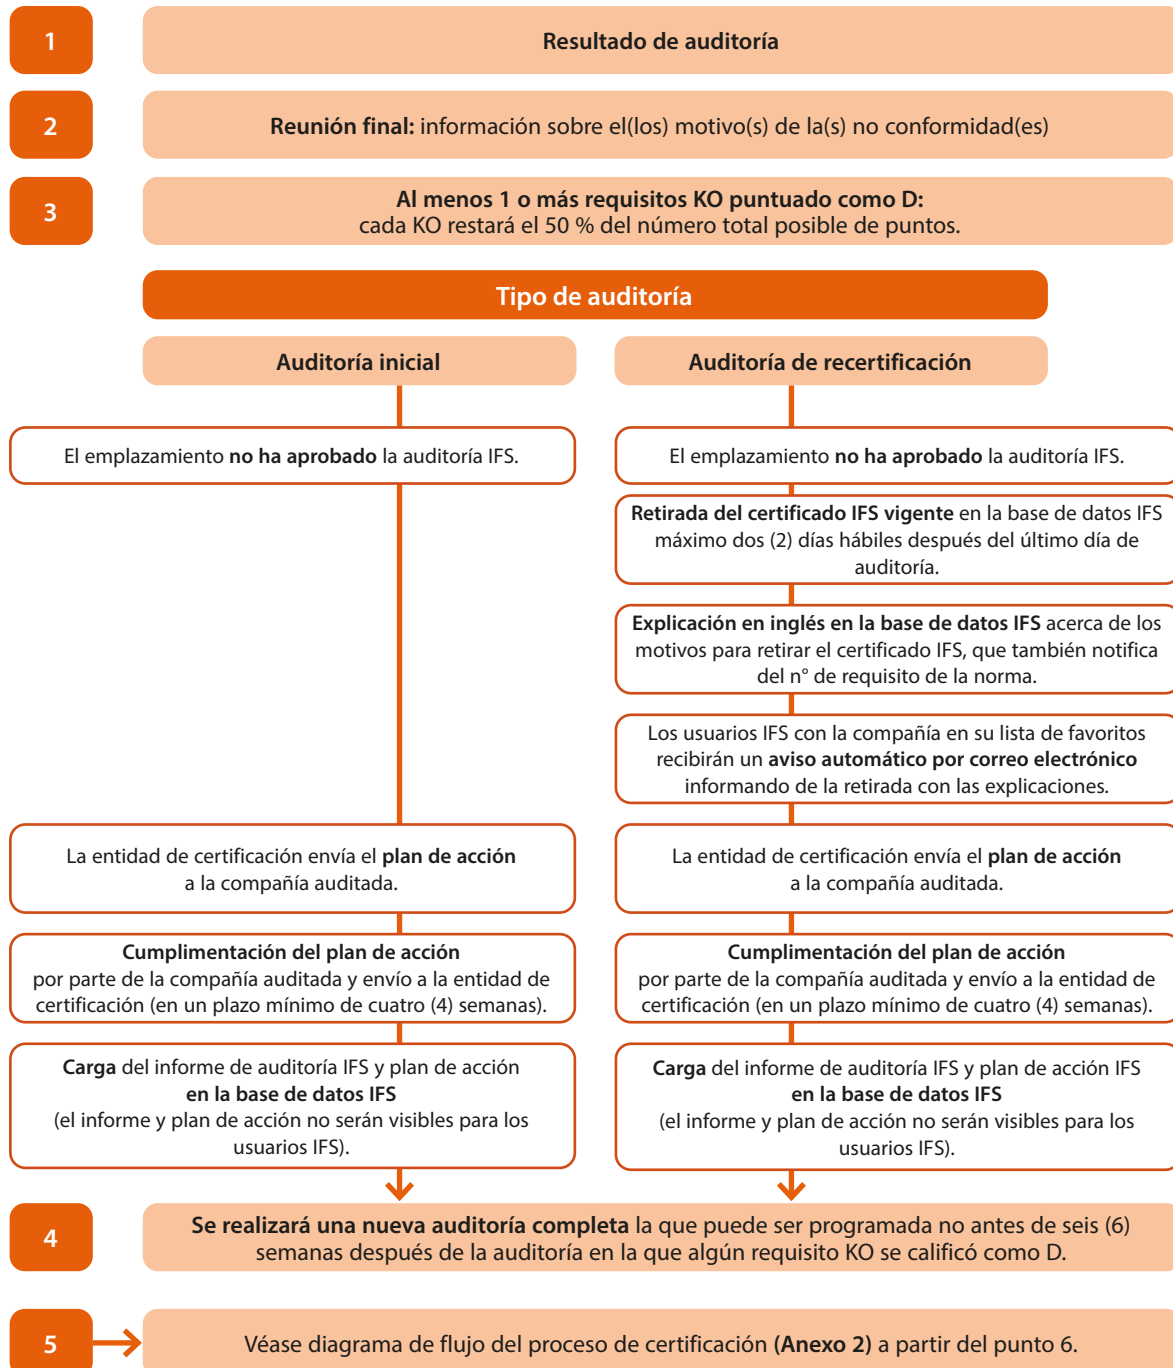 1
Resultado de auditoría
2
Reunión final: información sobre el(los) motivo(s) de la(s) no conformidad(es)
3
Al menos 1 o más requisitos KO puntuado como D:
cada KO restará el 50 % del número total posible de puntos.
Tipo de auditoría
Auditoría inicial
El emplazamiento no ha aprobado la auditoría IFS.
La entidad de certificación envía el plan de acción
a la compañía auditada.
Cumplimentación del plan de acción
por parte de la compañía auditada y envío a la entidad de
certificación (en un plazo mínimo de cuatro (4) semanas).
Carga del informe de auditoría IFS y plan de acción
en la base de datos IFS
(el informe y plan de acción no serán visibles para los
usuarios IFS).
Auditoría de recertificación
El emplazamiento no ha aprobado la auditoría IFS.
Retirada del certificado IFS vigente en la base de datos IFS
máximo dos (2) días hábiles después del último día de
auditoría.
Explicación en inglés en la base de datos IFS acerca de los
motivos para retirar el certificado IFS, que también notifica
del n° de requisito de la norma.
Los usuarios IFS con la compañía en su lista de favoritos
recibirán un aviso automático por correo electrónico
informando de la retirada con las explicaciones.
La entidad de certificación envía el plan de acción
a la compañía auditada.
Cumplimentación del plan de acción
por parte de la compañía auditada y envío a la entidad de
certificación (en un plazo mínimo de cuatro (4) semanas).
Carga del informe de auditoría IFS y plan de acción IFS
en la base de datos IFS
(el informe y plan de acción no serán visibles para los
usuarios IFS).
4
Se realizará una nueva auditoría completa la que puede ser programada no antes de seis (6)
semanas después de la auditoría en la que algún requisito KO se calificó como D.
5
Véase diagrama de flujo del proceso de certificación (Anexo 2) a partir del punto 6.